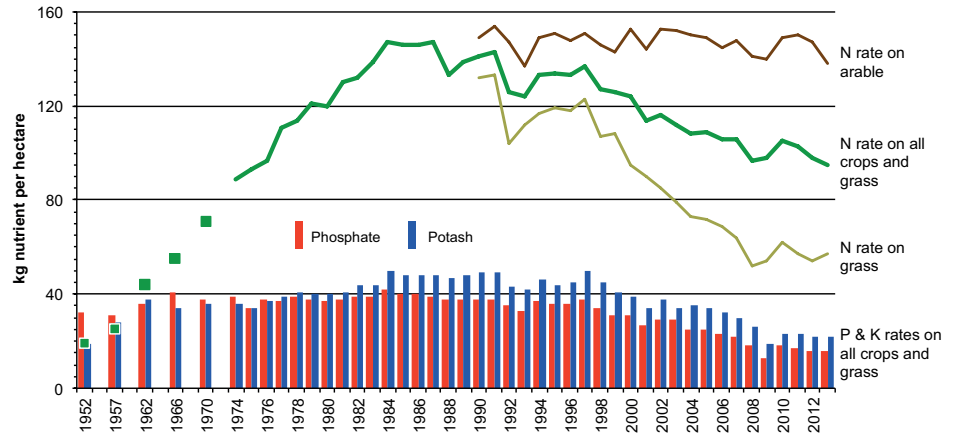 160
120
80
40
0
kg nutrient per hectare
Phosphate
Potash
N rate on
arable
N rate on all
crops and
grass
N rate on
grass
P & K rates on
all crops and
grass
1952
1957
1962
1966
1970
1974
1976
1978
1980
1982
1984
1986
1988
1990
1992
1994
1996
1998
2000
2002
2004
2006
2008
2010
2012